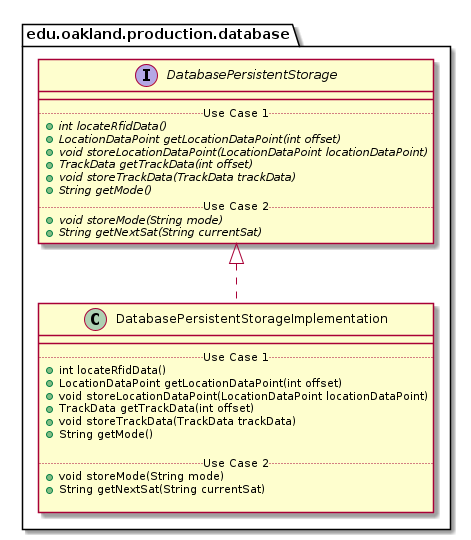 edu.oakland.production.database
I DatabasePersistentStorage
Use Case 1
int locateRfidData()
LocationDataPoint getLocationDataPoint(int offset)
void storeLocationDataPoint(LocationDataPoint locationDataPoint)
TrackData getTrackData(int offset)
void storeTrackData(TrackData trackData)
String getMode()
Use Case 2
void storeMode(String mode)
String getNextSat(String currentSat)
C DatabasePersistentStorageImplementation
Use Case 1
int locateRfidData()
LocationDataPoint getLocationDataPoint(int offset)
void storeLocationDataPoint(LocationDataPoint locationDataPoint)
TrackData getTrackData(int offset)
void storeTrackData(TrackData trackData)
String getMode()
Use Case 2
void storeMode(String mode)
String getNextSat(String currentSat)